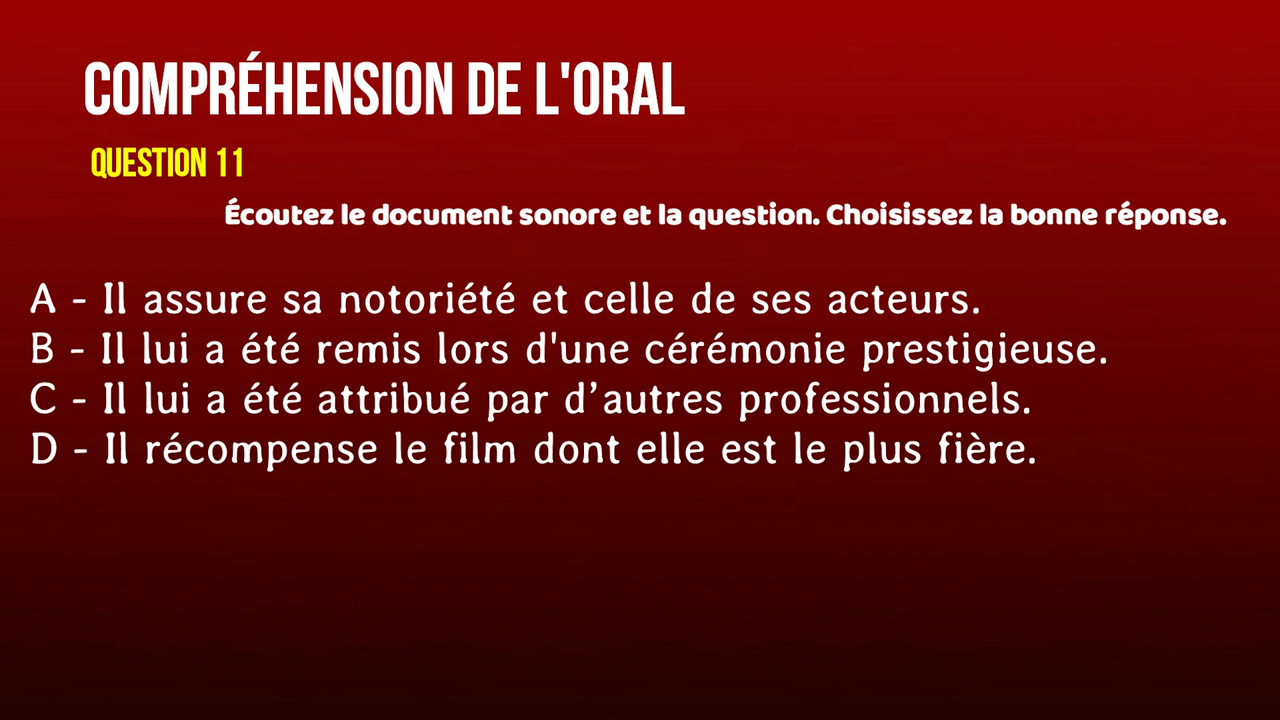 COMPRÉHENSION DE L'ORAL
QUESTION 11
Écoutez le document sonore et la question. Choisissez la bonne réponse.
A - Il assure sa notoriété et celle de ses acteurs.
B - Il lui a été remis lors d'une cérémonie prestigieuse.
C - Il lui a été attribué par d’autres professionnels.
D - Il récompense le film dont elle est le plus fière.